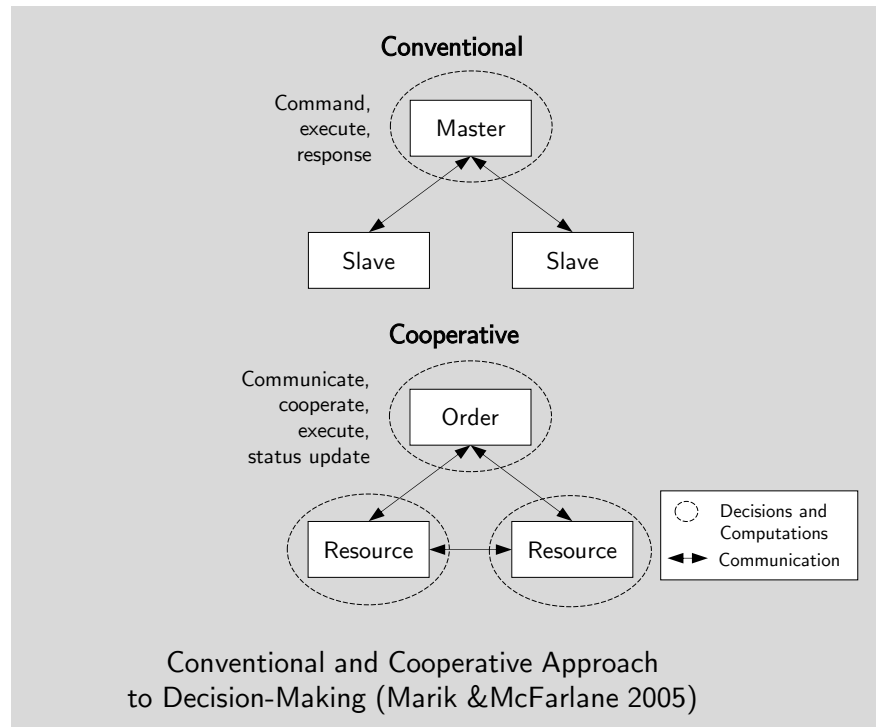 Conventional
Command,
execute,
response
Master
Slave
Slave
Cooperative
Communicate,
cooperate,
execute,
status update
Order
Resource
Resource
Decisions and
Computations
Communication
Conventional and Cooperative Approach
to Decision-Making (Marik &McFarlane 2005)